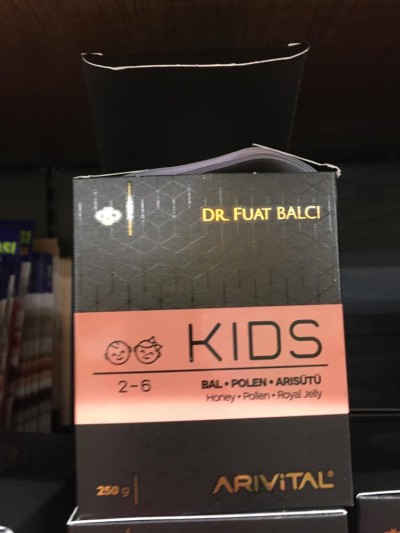 DR. FUAT BALCI
KIDS
2-6
BAL • POLEN • ARISÜTÜ
Honey • Pollen • Royal Jelly
250 g
ARIVITAL®